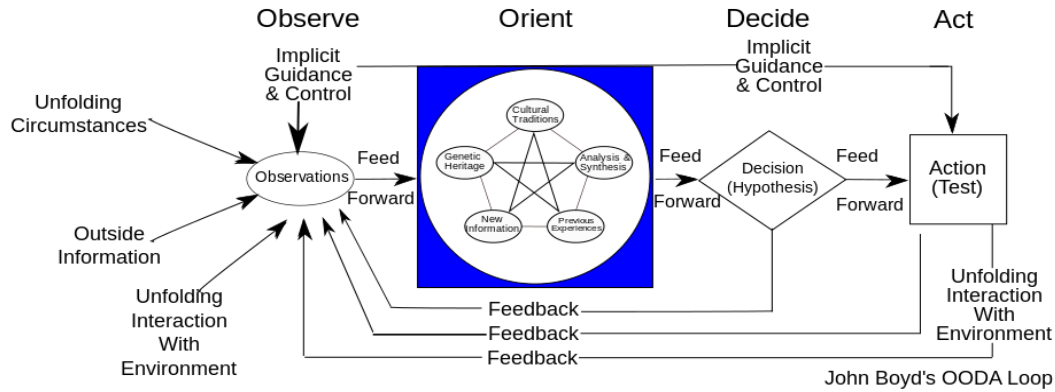 Observe
Orient
Decide
Act
Implicit
Guidance
& Control
Implicit
Guidance
& Control
Unfolding
Circumstances
Observations
Outside
Information
Unfolding
Interaction
With
Environment
Feed
Forward
Cultural
Traditions
Genetic
Heritage
Analysis &
Synthesis
New
Information
Previous
Experiences
Feed
Forward
Decision
(Hypothesis)
Feed
Forward
Action
(Test)
Unfolding
Interaction
With
Environment
Feedback
Feedback
Feedback
John Boyd's OODA Loop